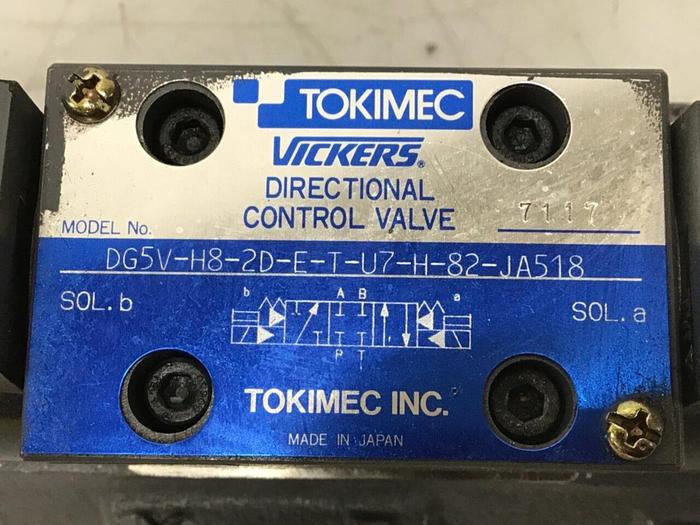 TOKIMEC
VICKERS®
DIRECTIONAL
CONTROL VALVE 7117
MODEL No.
DG5V-H8-2D-E-T-U7-H-82-JA518
SOL.b b A B a SOL.a
P T
TOKIMEC INC.
MADE IN JAPAN